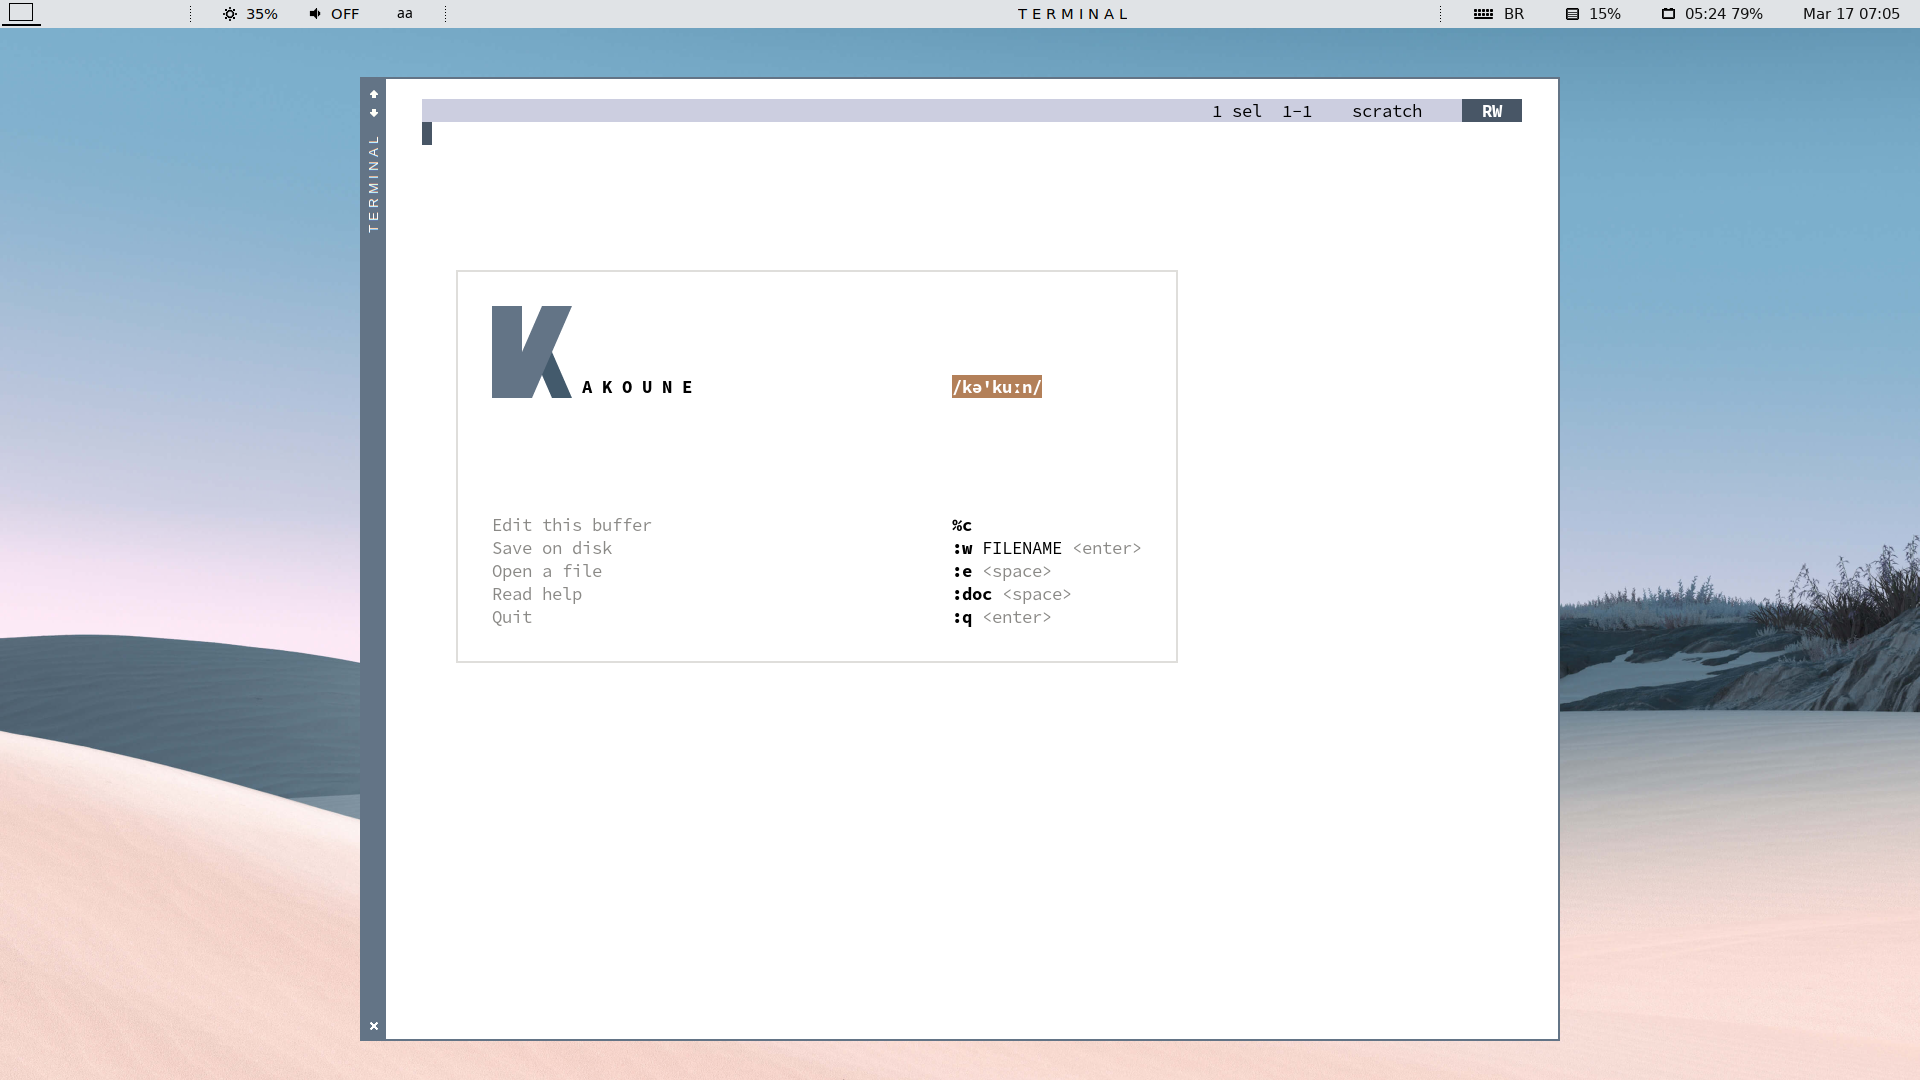 35% OFF aa TERMINAL BR 15% 05:24 79% Mar 17 07:05
TERMINAL
1 sel 1-1 scratch RW
KAKOUNE /kə'kuːn/
Edit this buffer %c
Save on disk :w FILENAME <enter>
Open a file :e <space>
Read help :doc <space>
Quit :q <enter>